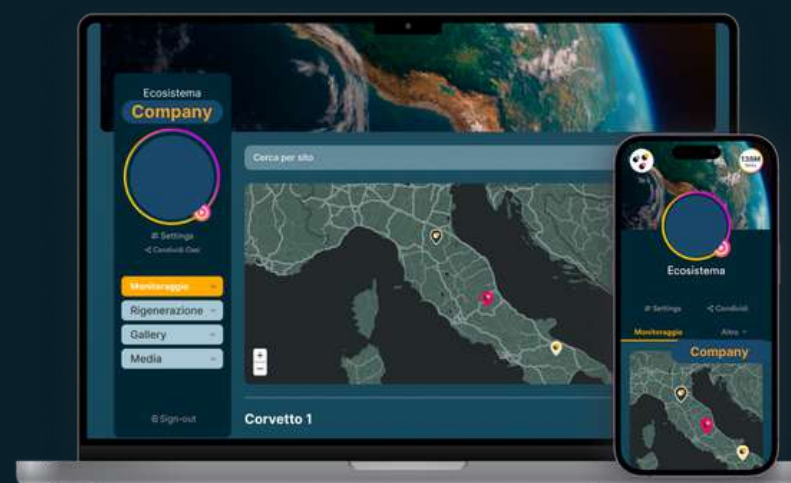 Ecosistema
Company
Settings
Condividi Oasi
Monitoraggio
Rigenerazione
Gallery
Media
Sign-out
Cerca per sito
+
−
Corvetto 1
Ecosistema
Settings
Condividi
Monitoraggio
Altro
Company